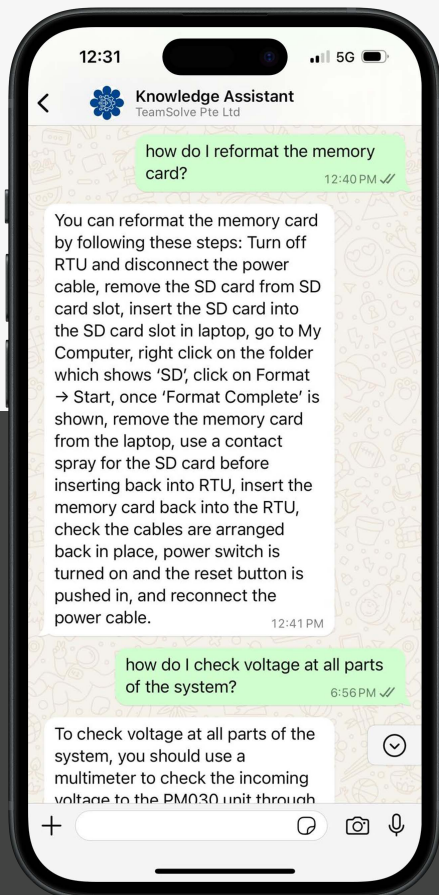 12:31
5G
Knowledge Assistant
TeamSolve Pte Ltd
how do I reformat the memory
card?
12:40 PM
You can reformat the memory card
by following these steps: Turn off
RTU and disconnect the power
cable, remove the SD card from SD
card slot, insert the SD card into
the SD card slot in laptop, go to My
Computer, right click on the folder
which shows ‘SD’, click on Format
→ Start, once ‘Format Complete’ is
shown, remove the memory card
from the laptop, use a contact
spray for the SD card before
inserting back into RTU, insert the
memory card back into the RTU,
check the cables are arranged
back in place, power switch is
turned on and the reset button is
pushed in, and reconnect the
power cable.
12:41 PM
how do I check voltage at all parts
of the system?
6:56 PM
To check voltage at all parts of the
system, you should use a
multimeter to check the incoming
voltage to the PM030 unit through